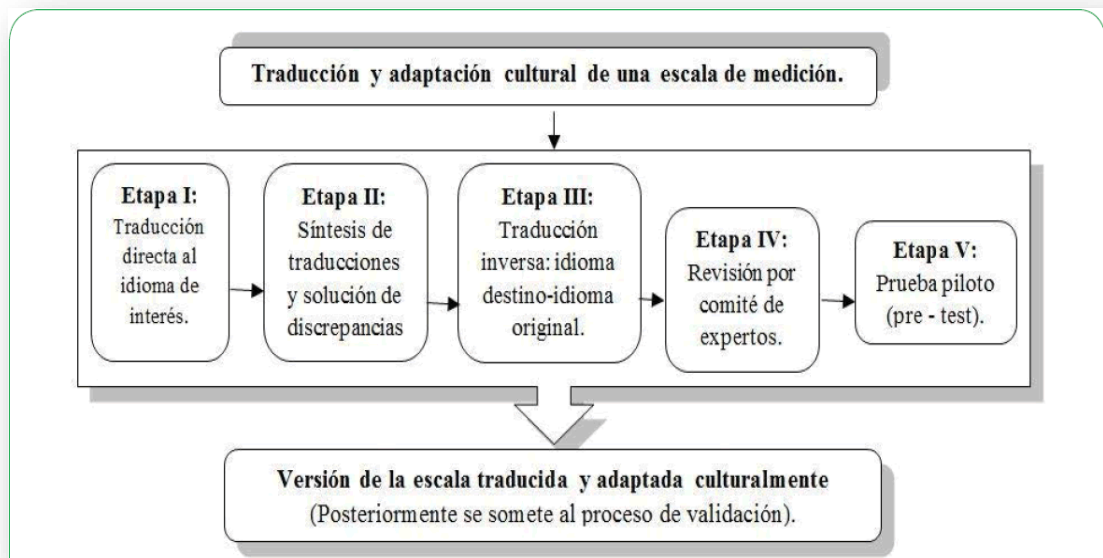 Traducción y adaptación cultural de una escala de medición.
Etapa I:
Traducción
directa al
idioma de
interés.
Etapa II:
Síntesis de
traducciones
y solución de
discrepancias
Etapa III:
Traducción
inversa: idioma
destino-idioma
original.
Etapa IV:
Revisión por
comité de
expertos.
Etapa V:
Prueba piloto
(pre - test).
Versión de la escala traducida y adaptada culturalmente
(Posteriormente se somete al proceso de validación).